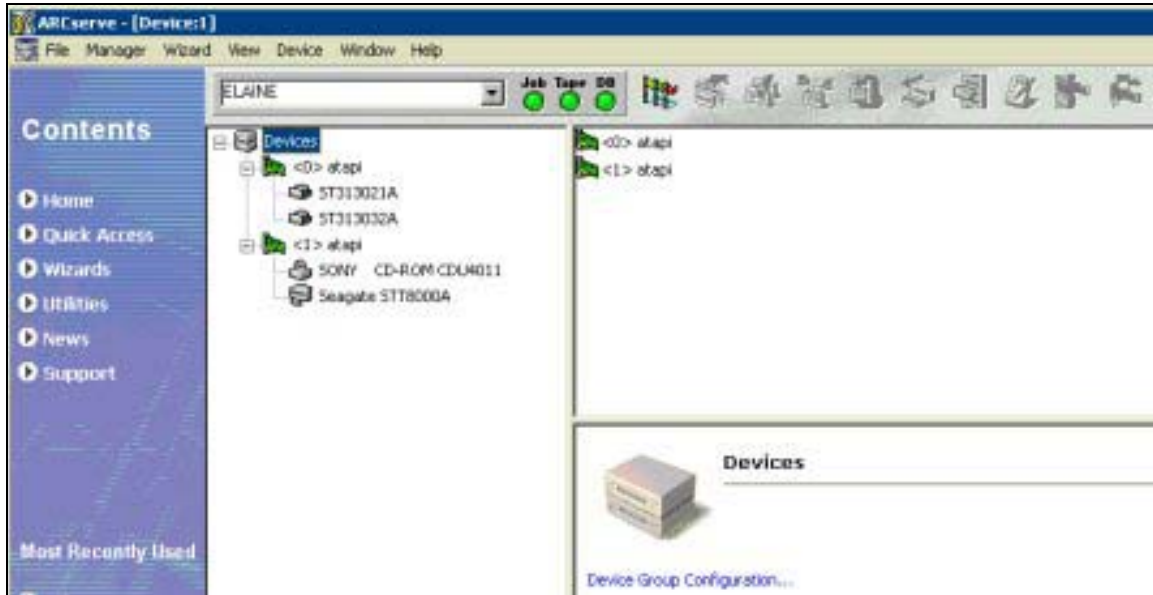 ARCserve - [Device:1]
File Manager Wizard View Device Window Help
ELAINE
Job Tape DB
Contents
Home
Quick Access
Wizards
Utilities
News
Support
Most Recently Used
Devices
<0> atapi
ST313021A
ST313032A
<1> atapi
SONY CD-ROM CDU4011
Seagate STT8000A
<0> atapi
<1> atapi
Devices
Device Group Configuration...